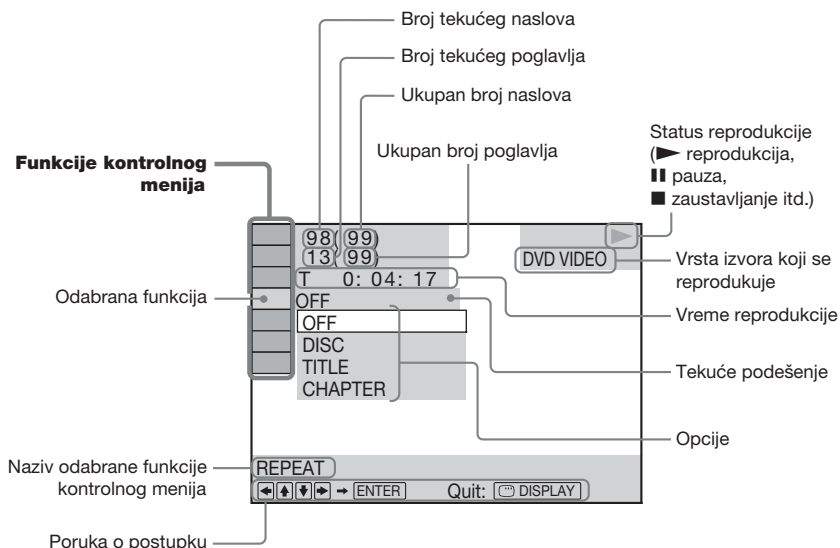 Broj tekućeg naslova
Broj tekućeg poglavlja
Ukupan broj naslova
Ukupan broj poglavlja
Status reprodukcije
(► reprodukcija,
▮▮ pauza,
■ zaustavljanje itd.)
Funkcije kontrolnog
menija
98(99)
13(99)
DVD VIDEO
Vrsta izvora koji se
reprodukuje
T 0: 04: 17
Vreme reprodukcije
Odabrana funkcija
OFF
OFF
DISC
TITLE
CHAPTER
Tekuće podešenje
Opcije
Naziv odabrane funkcije
kontrolnog menija
REPEAT
ENTER Quit: DISPLAY
Poruka o postupku